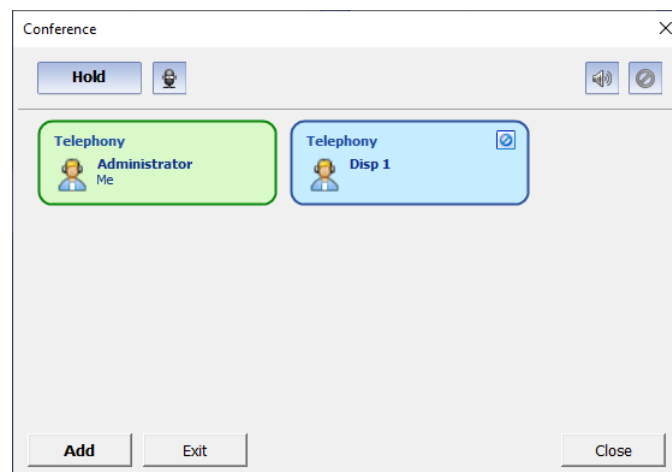 Conference
Hold
Telephony
Administrator
Me
Telephony
Disp 1
Add
Exit
Close